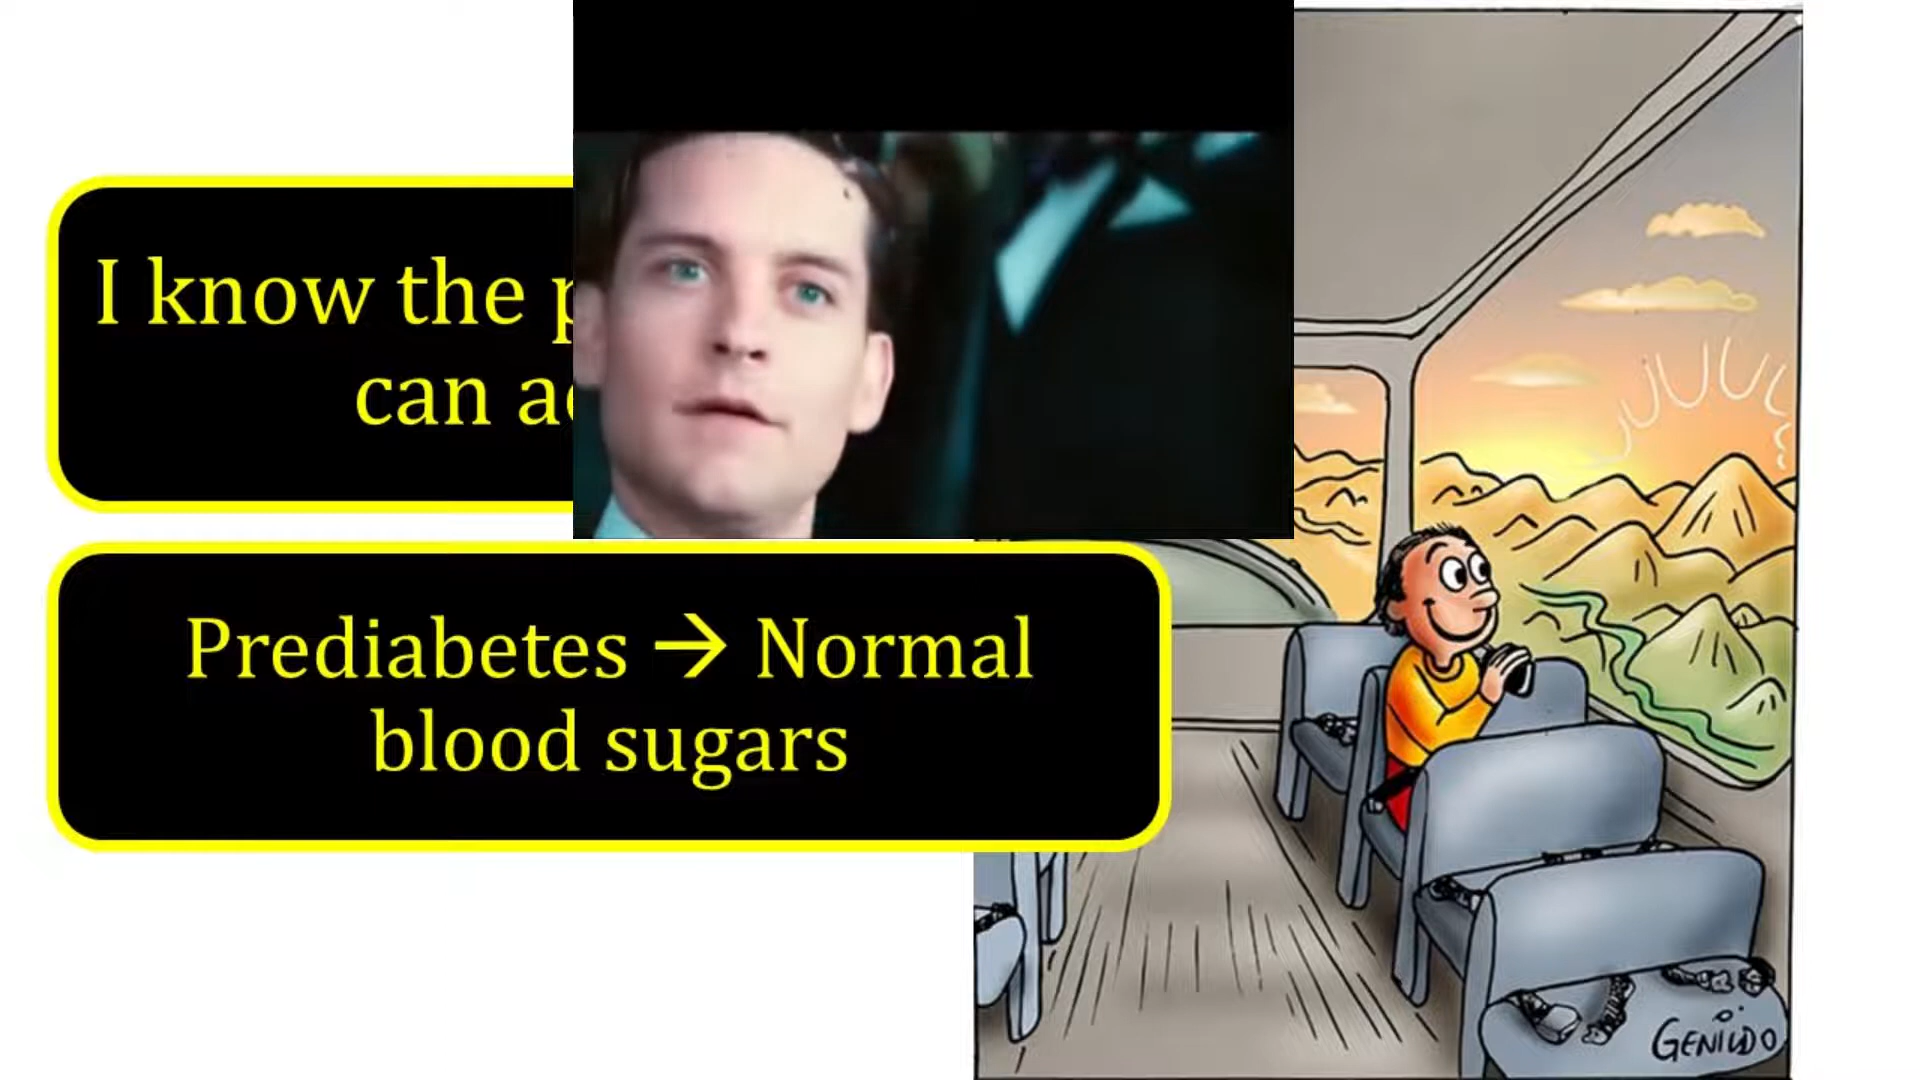 I know the
can
Prediabetes → Normal
blood sugars
GENILDO